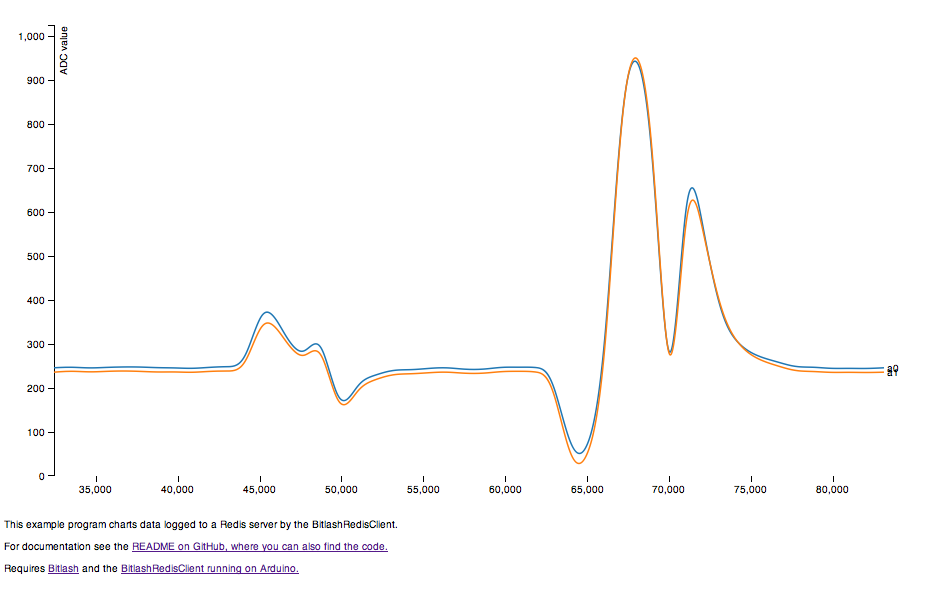 ADC value
1,000
900
800
700
600
500
400
300
200
100
0
35,000 40,000 45,000 50,000 55,000 60,000 65,000 70,000 75,000 80,000
a0
a1
This example program charts data logged to a Redis server by the BitlashRedisClient.
For documentation see the README on GitHub, where you can also find the code.
Requires Bitlash and the BitlashRedisClient running on Arduino.